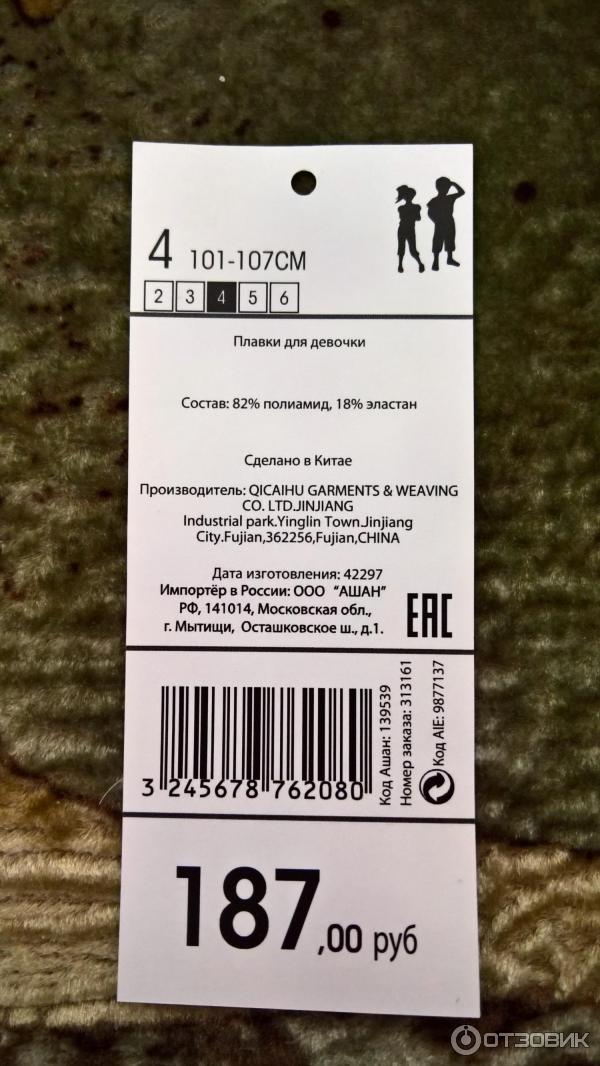 4 101-107СМ
2 3 4 5 6
Плавки для девочки
Состав: 82% полиамид, 18% эластан
Сделано в Китае
Производитель: QICAIHU GARMENTS & WEAVING
CO. LTD.JINJIANG
Industrial park.Yinglin Town.Jinjiang
City.Fujian,362256,Fujian,CHINA
Дата изготовления: 42297
Импортёр в России: ООО "АШАН"
РФ, 141014, Московская обл.,
г. Мытищи, Осташковское ш., д.1.
EAC
3 245678 762080
Код Ашан: 139539
Номер заказа: 313161
Код AIE: 9877137
187,00 руб
ОТЗОВИК